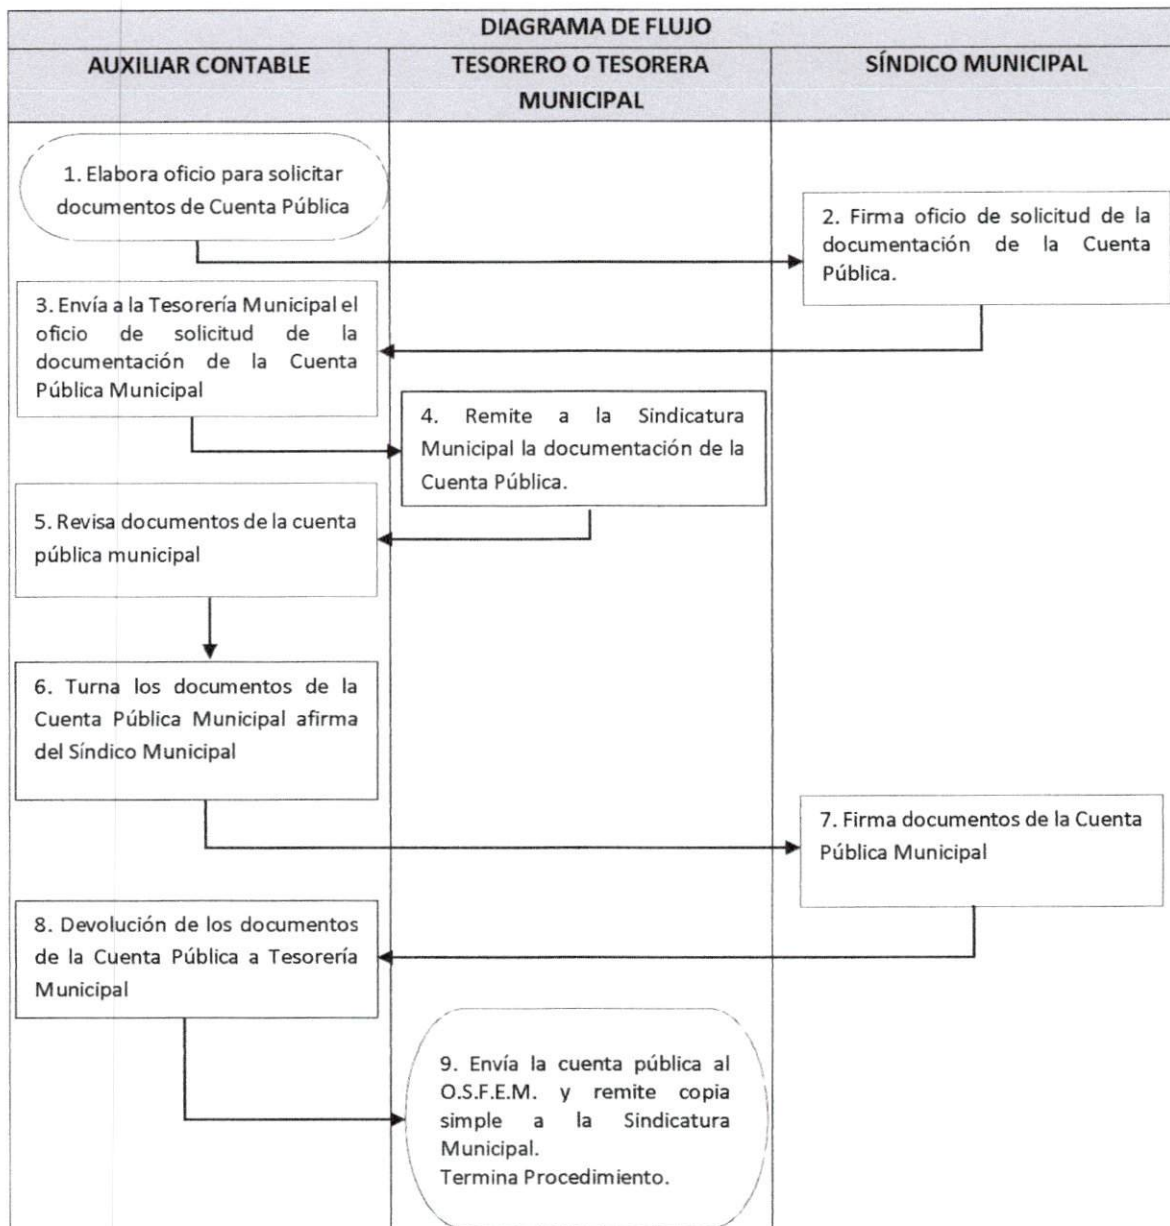 DIAGRAMA DE FLUJO
AUXILIAR CONTABLE
TESORERO O TESORERA
MUNICIPAL
SÍNDICO MUNICIPAL
1. Elabora oficio para solicitar
documentos de Cuenta Pública
2. Firma oficio de solicitud de la
documentación de la Cuenta
Pública.
3. Envía a la Tesorería Municipal el
oficio de solicitud de la
documentación de la Cuenta
Pública Municipal
4. Remite a la Sindicatura
Municipal la documentación de la
Cuenta Pública.
5. Revisa documentos de la cuenta
pública municipal
6. Turna los documentos de la
Cuenta Pública Municipal afirma
del Síndico Municipal
7. Firma documentos de la Cuenta
Pública Municipal
8. Devolución de los documentos
de la Cuenta Pública a Tesorería
Municipal
9. Envía la cuenta pública al
O.S.F.E.M. y remite copia
simple a la Sindicatura
Municipal.
Termina Procedimiento.